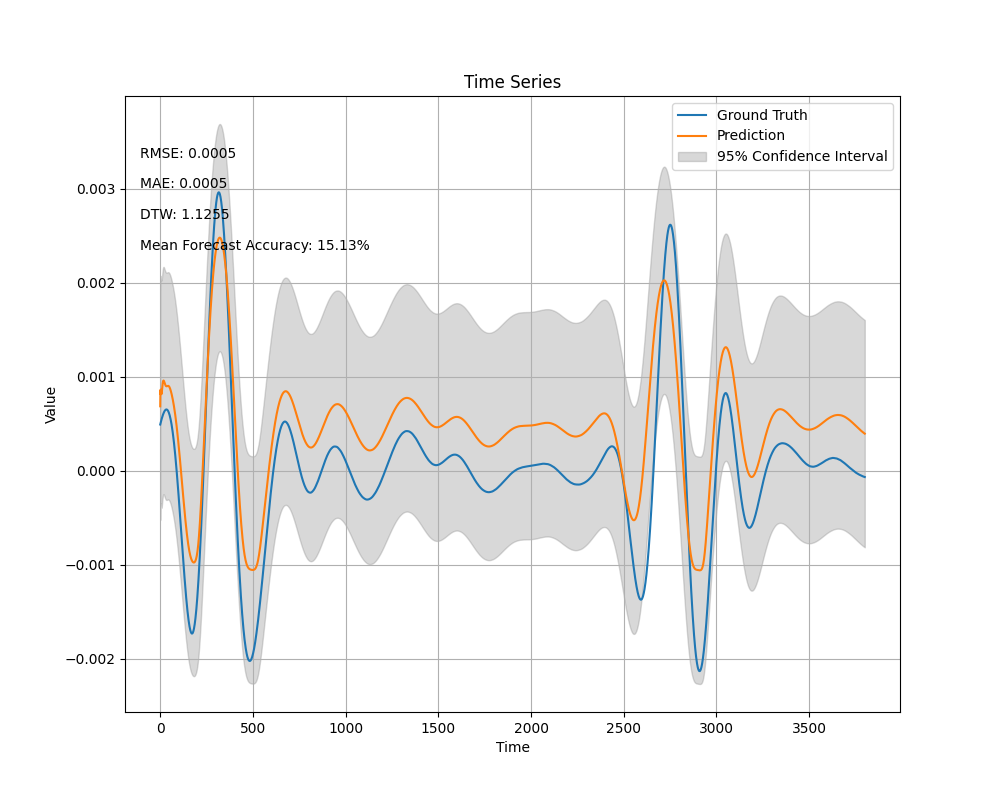 Time Series
Ground Truth
Prediction
95% Confidence Interval
RMSE: 0.0005
MAE: 0.0005
DTW: 1.1255
Mean Forecast Accuracy: 15.13%
Value
0.003
0.002
0.001
0.000
−0.001
−0.002
0 500 1000 1500 2000 2500 3000 3500
Time